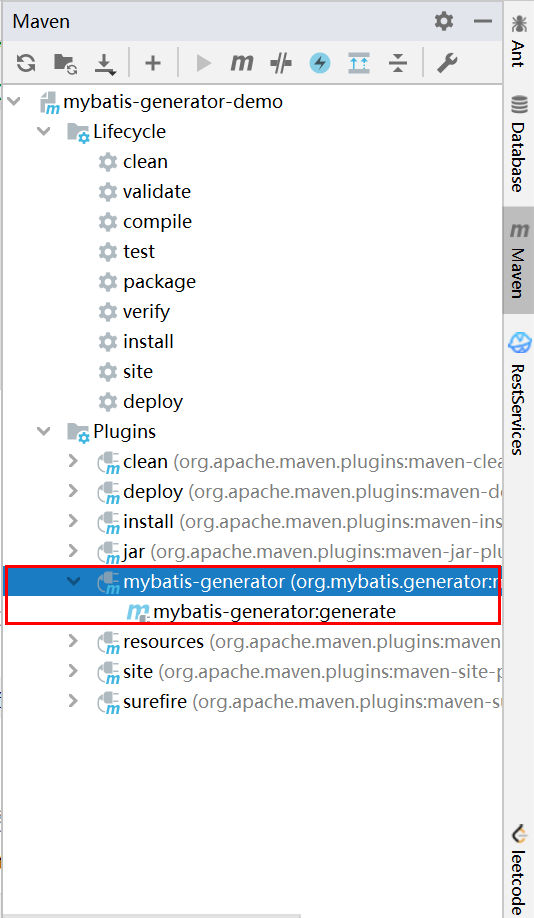 Maven
mybatis-generator-demo
Lifecycle
clean
validate
compile
test
package
verify
install
site
deploy
Plugins
clean (org.apache.maven.plugins:maven-clea
deploy (org.apache.maven.plugins:maven-de
install (org.apache.maven.plugins:maven-ins
jar (org.apache.maven.plugins:maven-jar-plu
mybatis-generator (org.mybatis.generator:m
mybatis-generator:generate
resources (org.apache.maven.plugins:maven
site (org.apache.maven.plugins:maven-site-p
surefire (org.apache.maven.plugins:maven-su
Ant
Database
Maven
RestServices
leetcode